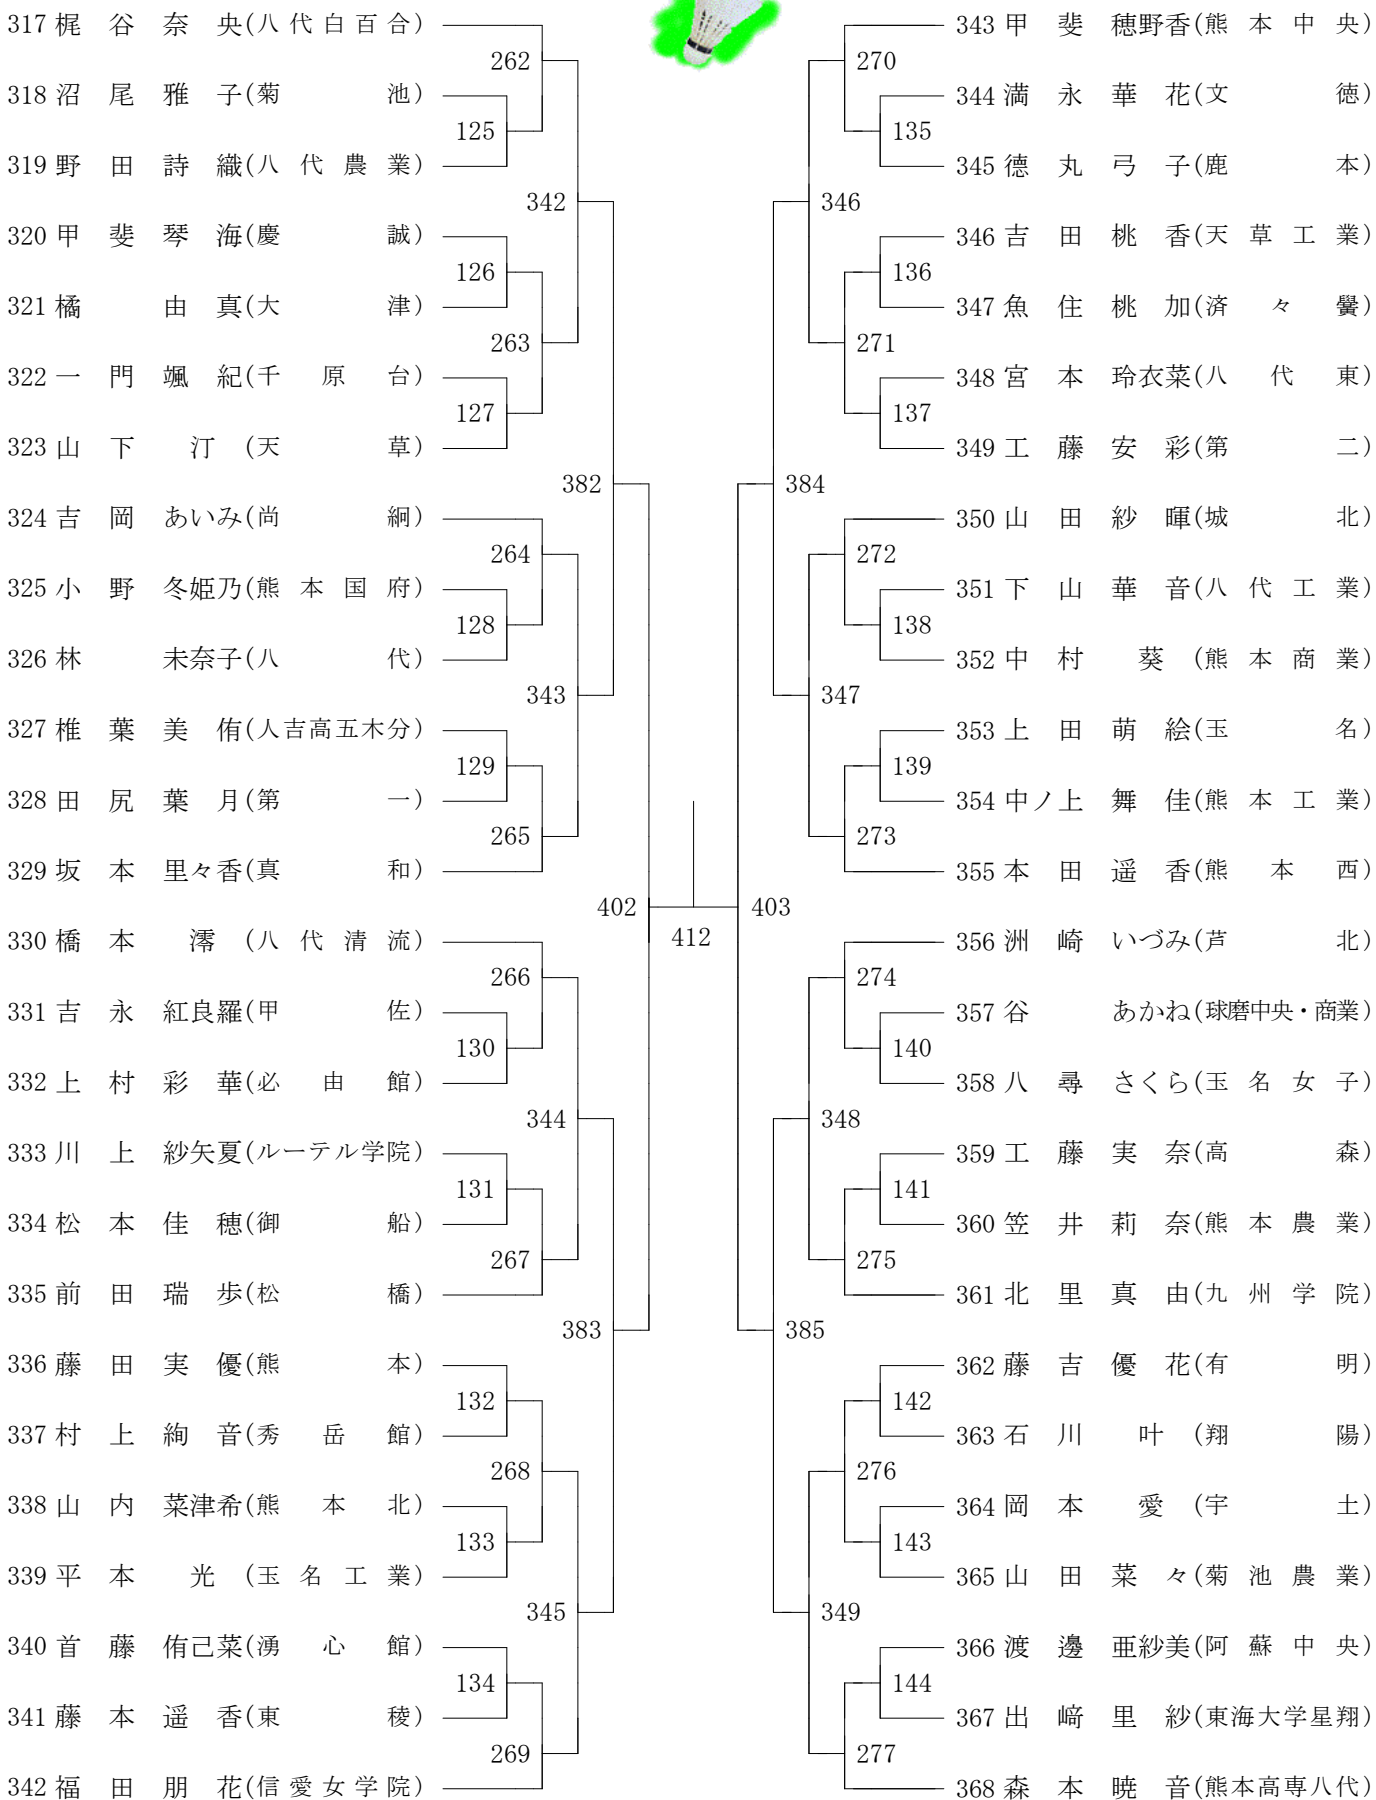 317 梶谷奈央(八代白百合)
262
318 沼尾雅子(菊池)
125
319 野田詩織(八代農業)
342
320 甲斐琴海(慶誠)
126
321 橘由真(大津)
263
322 一門颯紀(千原台)
127
323 山下汀(天草)
382
324 吉岡あいみ(尚絅)
264
325 小野冬姫乃(熊本国府)
128
326 林未奈子(八代)
343
327 椎葉美侑(人吉高五木分)
129
328 田尻葉月(第一)
265
329 坂本里々香(真和)
402
330 橋本澪(八代清流)
266
331 吉永紅良羅(甲佐)
130
332 上村彩華(必由館)
344
333 川上紗矢夏(ルーテル学院)
131
334 松本佳穂(御船)
267
335 前田瑞歩(松橋)
383
336 藤田実優(熊本)
132
337 村上絢音(秀岳館)
268
338 山内菜津希(熊本北)
133
339 平本光(玉名工業)
345
340 首藤侑己菜(湧心館)
134
341 藤本遥香(東稜)
269
342 福田朋花(信愛女学院)
412
343 甲斐穂野香(熊本中央)
270
344 満永華花(文徳)
135
345 徳丸弓子(鹿本)
346
346 吉田桃香(天草工業)
136
347 魚住桃加(済々黌)
271
348 宮本玲衣菜(八代東)
137
349 工藤安彩(第二)
384
350 山田紗暉(城北)
272
351 下山華音(八代工業)
138
352 中村葵(熊本商業)
347
353 上田萌絵(玉名)
139
354 中ノ上舞佳(熊本工業)
273
355 本田遥香(熊本西)
403
356 洲崎いづみ(芦北)
274
357 谷あかね(球磨中央・商業)
140
358 八尋さくら(玉名女子)
348
359 工藤実奈(高森)
141
360 笠井莉奈(熊本農業)
275
361 北里真由(九州学院)
385
362 藤吉優花(有明)
142
363 石川叶(翔陽)
276
364 岡本愛(宇土)
143
365 山田菜々(菊池農業)
349
366 渡邊亜紗美(阿蘇中央)
144
367 出崎里紗(東海大学星翔)
277
368 森本暁音(熊本高専八代)